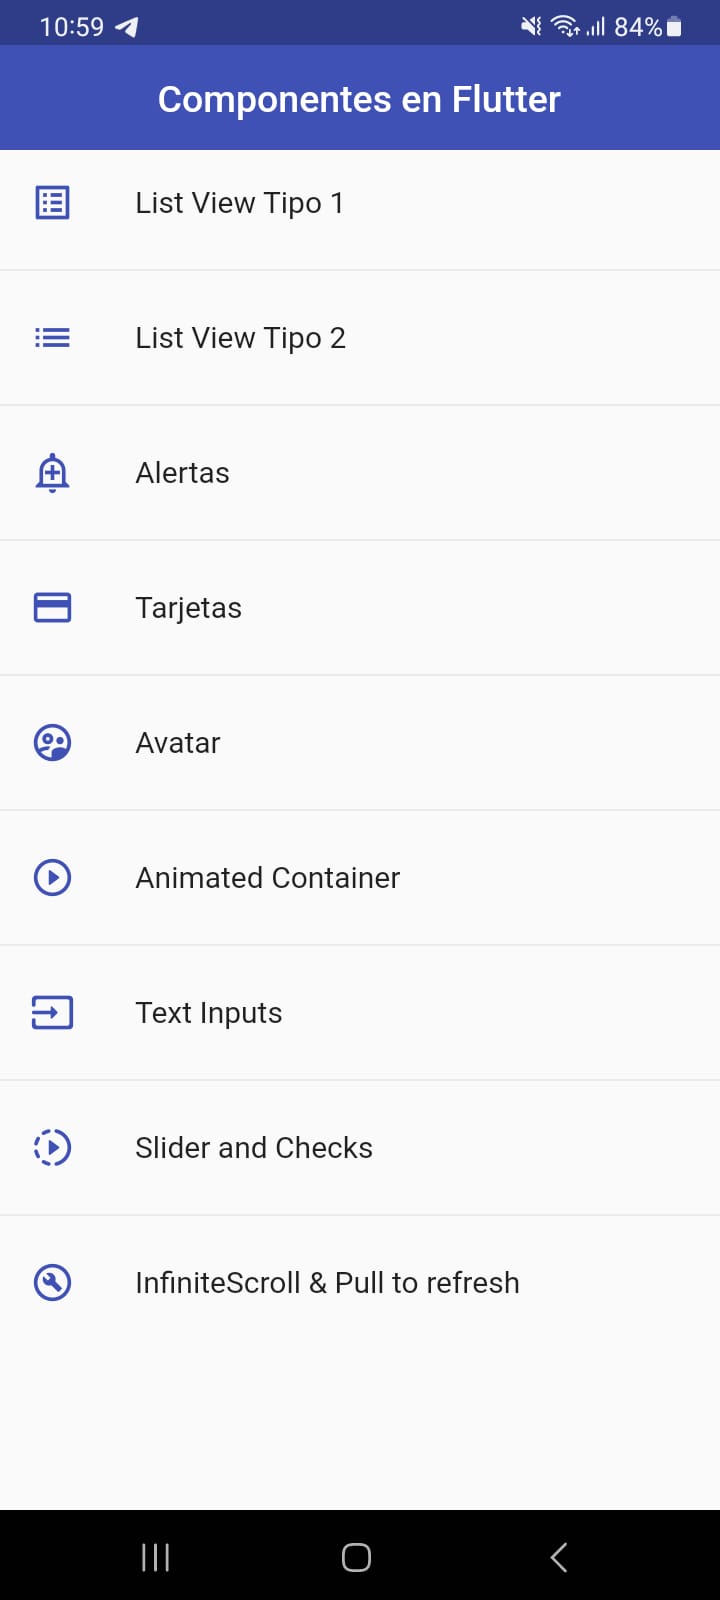 10:59 84%
Componentes en Flutter
List View Tipo 1
List View Tipo 2
Alertas
Tarjetas
Avatar
Animated Container
Text Inputs
Slider and Checks
InfiniteScroll & Pull to refresh